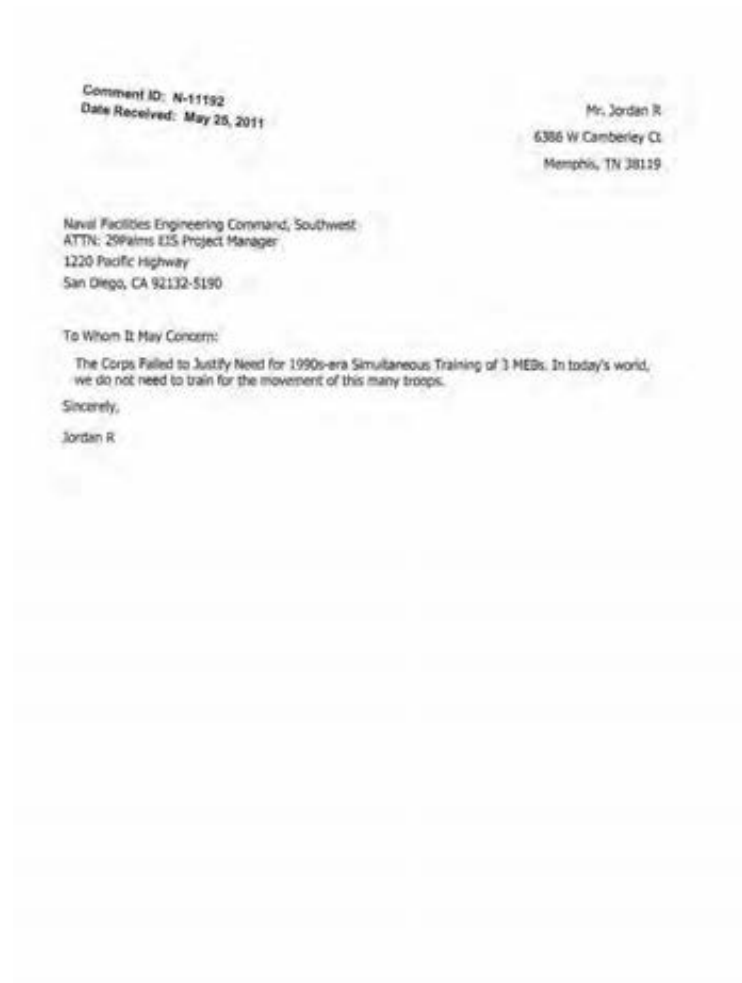 Comment ID: N-11192
Date Received: May 25, 2011
Mr. Jordan R
6386 W Camberley Ct
Memphis, TN 38119
Naval Facilities Engineering Command, Southwest
ATTN: 29Palms EIS Project Manager
1220 Pacific Highway
San Diego, CA 92132-5190
To Whom It May Concern:
The Corps Failed to Justify Need for 1990s-era Simultaneous Training of 3 MEBs. In today's world,
we do not need to train for the movement of this many troops.
Sincerely,
Jordan R